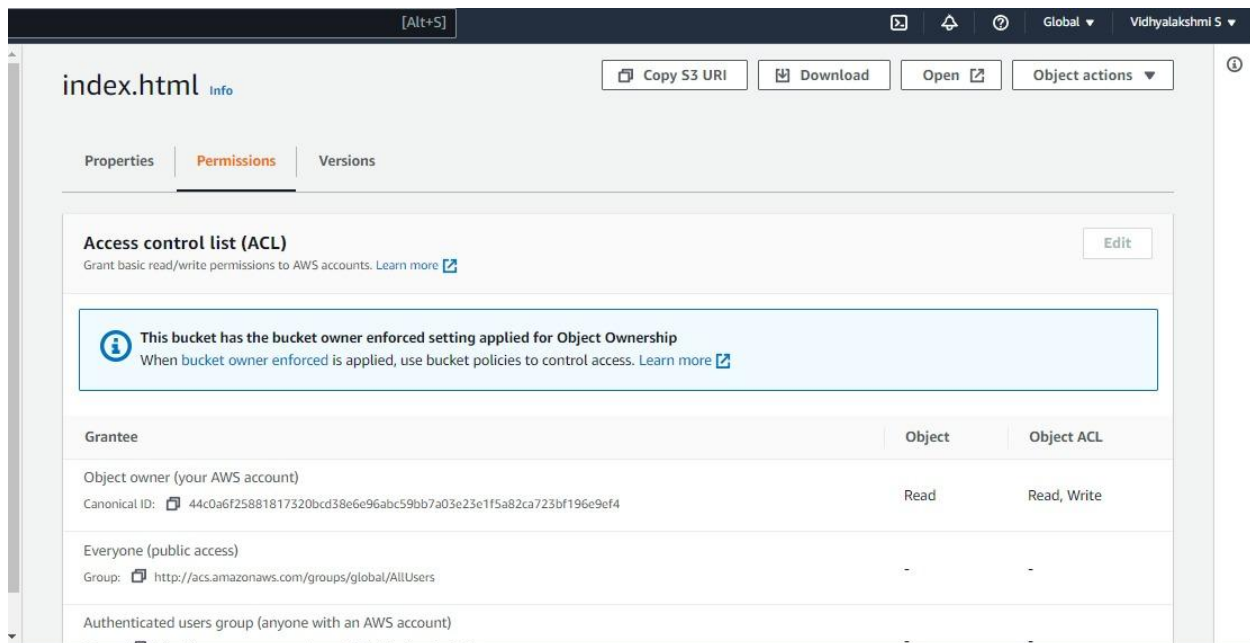 [Alt+S]
Global ▼
Vidhyalakshmi S ▼
index.html Info
Copy S3 URI
Download
Open
Object actions ▼
Properties
Permissions
Versions
Access control list (ACL)
Edit
Grant basic read/write permissions to AWS accounts. Learn more
This bucket has the bucket owner enforced setting applied for Object Ownership
When bucket owner enforced is applied, use bucket policies to control access. Learn more
Grantee Object Object ACL
Object owner (your AWS account)
Canonical ID: 44c0a6f25881817320bcd38e6e96abc59bb7a03e23e1f5a82ca723bf196e9ef4
Read Read, Write
Everyone (public access)
Group: http://acs.amazonaws.com/groups/global/AllUsers
- -
Authenticated users group (anyone with an AWS account)
- -